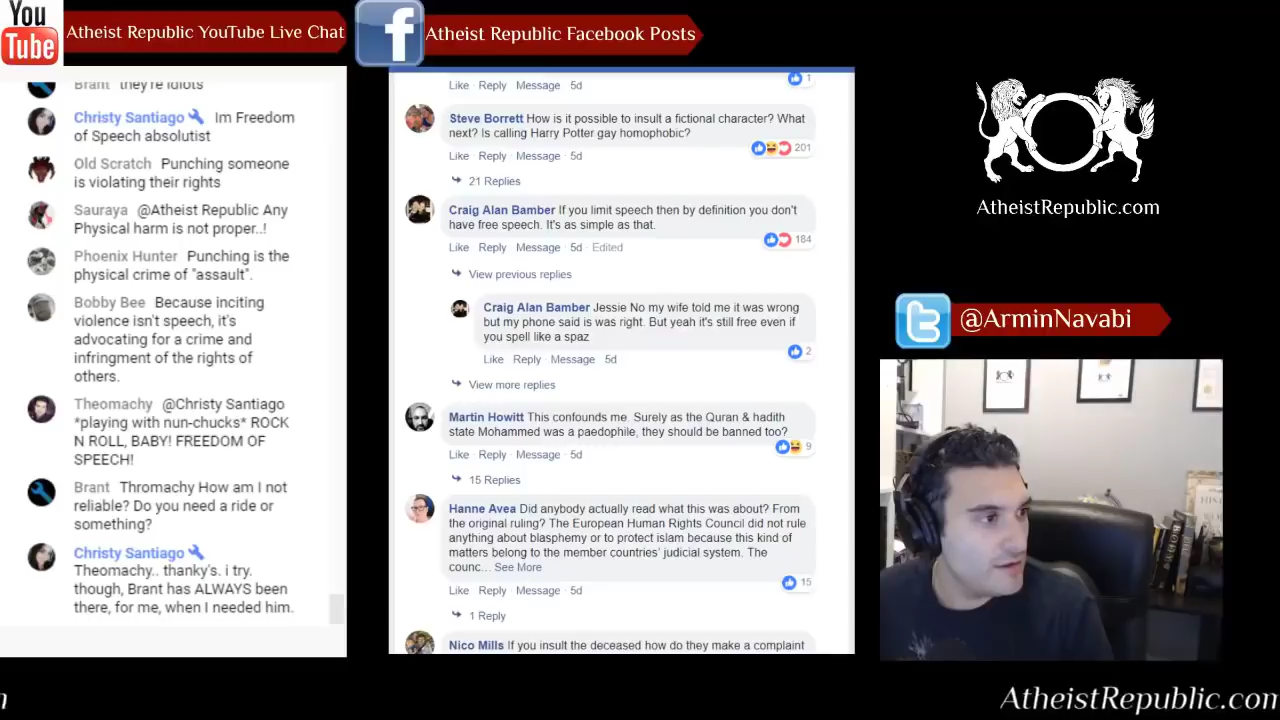 You
Tube
Atheist Republic YouTube Live Chat
f
Atheist Republic Facebook Posts
Brant they're idiots
Christy Santiago Im Freedom
of Speech absolutist
Old Scratch Punching someone
is violating their rights
Sauraya @Atheist Republic Any
Physical harm is not proper..!
Phoenix Hunter Punching is the
physical crime of "assault".
Bobby Bee Because inciting
violence isn't speech, it's
advocating for a crime and
infringment of the rights of
others.
Theomachy @Christy Santiago
*playing with nun-chucks* ROCK
N ROLL, BABY! FREEDOM OF
SPEECH!
Brant Thromachy How am I not
reliable? Do you need a ride or
something?
Christy Santiago
Theomachy.. thanky's. i try.
though, Brant has ALWAYS been
there, for me, when I needed him.
1
Like Reply Message 5d
Steve Borrett How is it possible to insult a fictional character? What
next? Is calling Harry Potter gay homophobic?
201
Like Reply Message 5d
21 Replies
Craig Alan Bamber If you limit speech then by definition you don't
have free speech. It's as simple as that.
184
Like Reply Message 5d Edited
View previous replies
Craig Alan Bamber Jessie No my wife told me it was wrong
but my phone said is was right. But yeah it's still free even if
you spell like a spaz
2
Like Reply Message 5d
View more replies
Martin Howitt This confounds me. Surely as the Quran & hadith
state Mohammed was a paedophile, they should be banned too?
9
Like Reply Message 5d
15 Replies
Hanne Avea Did anybody actually read what this was about? From
the original ruling? The European Human Rights Council did not rule
anything about blasphemy or to protect islam because this kind of
matters belong to the member countries' judicial system. The
counc... See More
15
Like Reply Message 5d
1 Reply
Nico Mills If you insult the deceased how do they make a complaint
AtheistRepublic.com
@ArminNavabi
AtheistRepublic.com